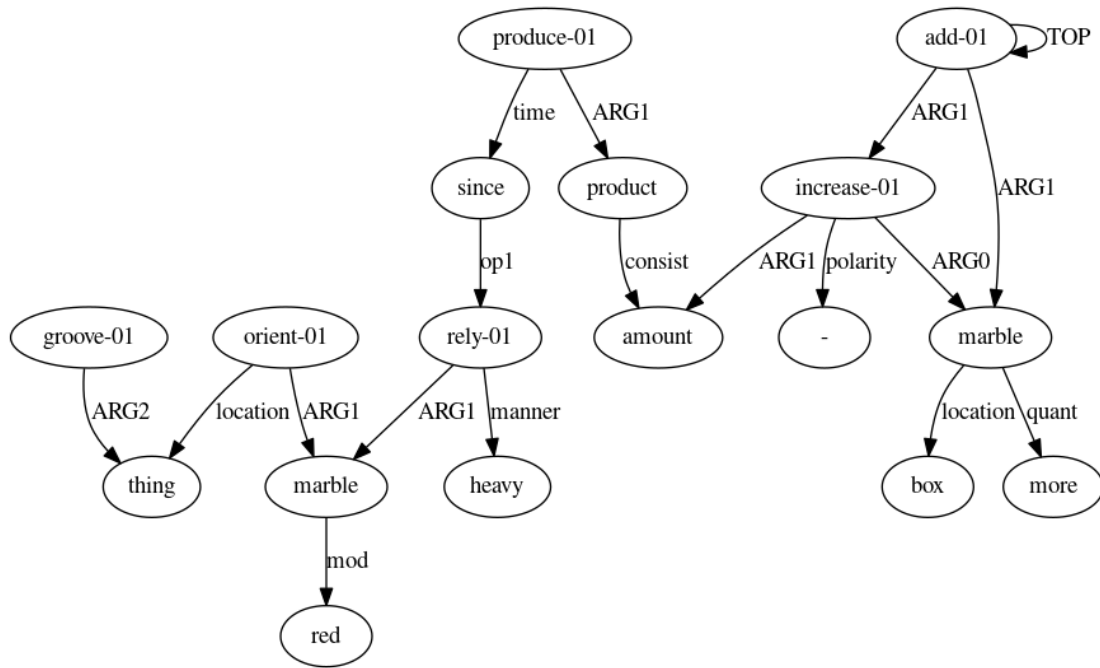 produce-01
add-01
TOP
time
ARG1
ARG1
since
product
increase-01
ARG1
op1
consist
ARG1
polarity
ARG0
groove-01
orient-01
rely-01
amount
-
marble
ARG2
location
ARG1
ARG1
manner
location
quant
thing
marble
heavy
box
more
mod
red